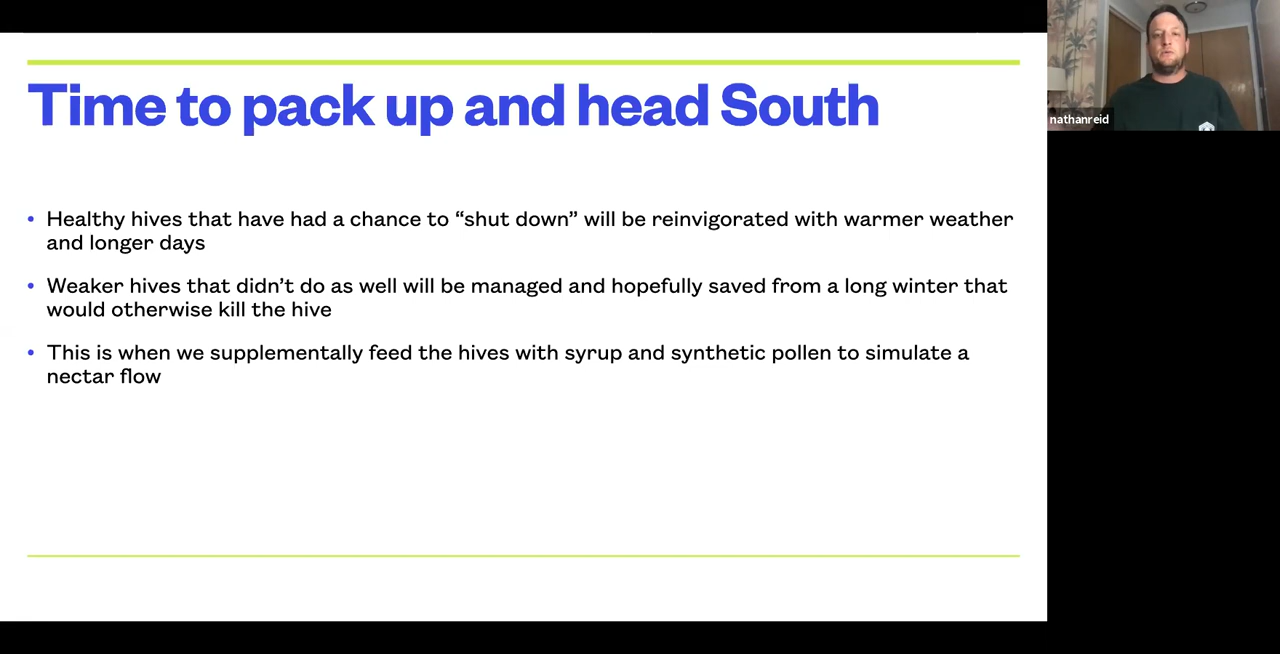 Time to pack up and head South
• Healthy hives that have had a chance to “shut down” will be reinvigorated with warmer weather
and longer days
• Weaker hives that didn’t do as well will be managed and hopefully saved from a long winter that
would otherwise kill the hive
• This is when we supplementally feed the hives with syrup and synthetic pollen to simulate a
nectar flow
nathanreid